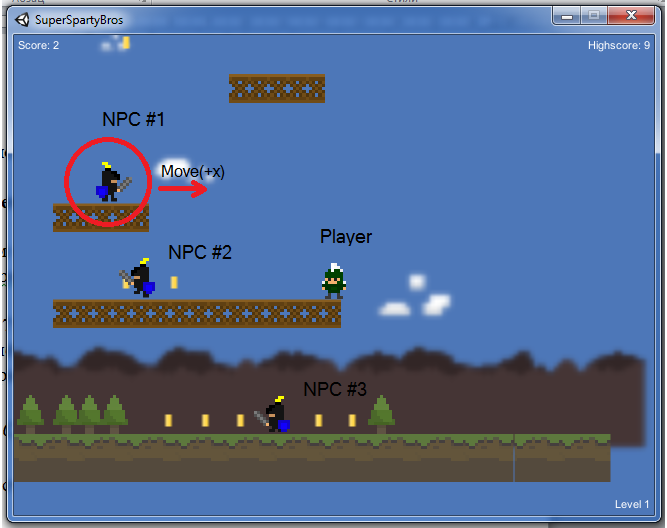 SuperSpartyBros
Score: 2
Highscore: 9
NPC #1
Move(+x)
NPC #2
Player
NPC #3
Level 1